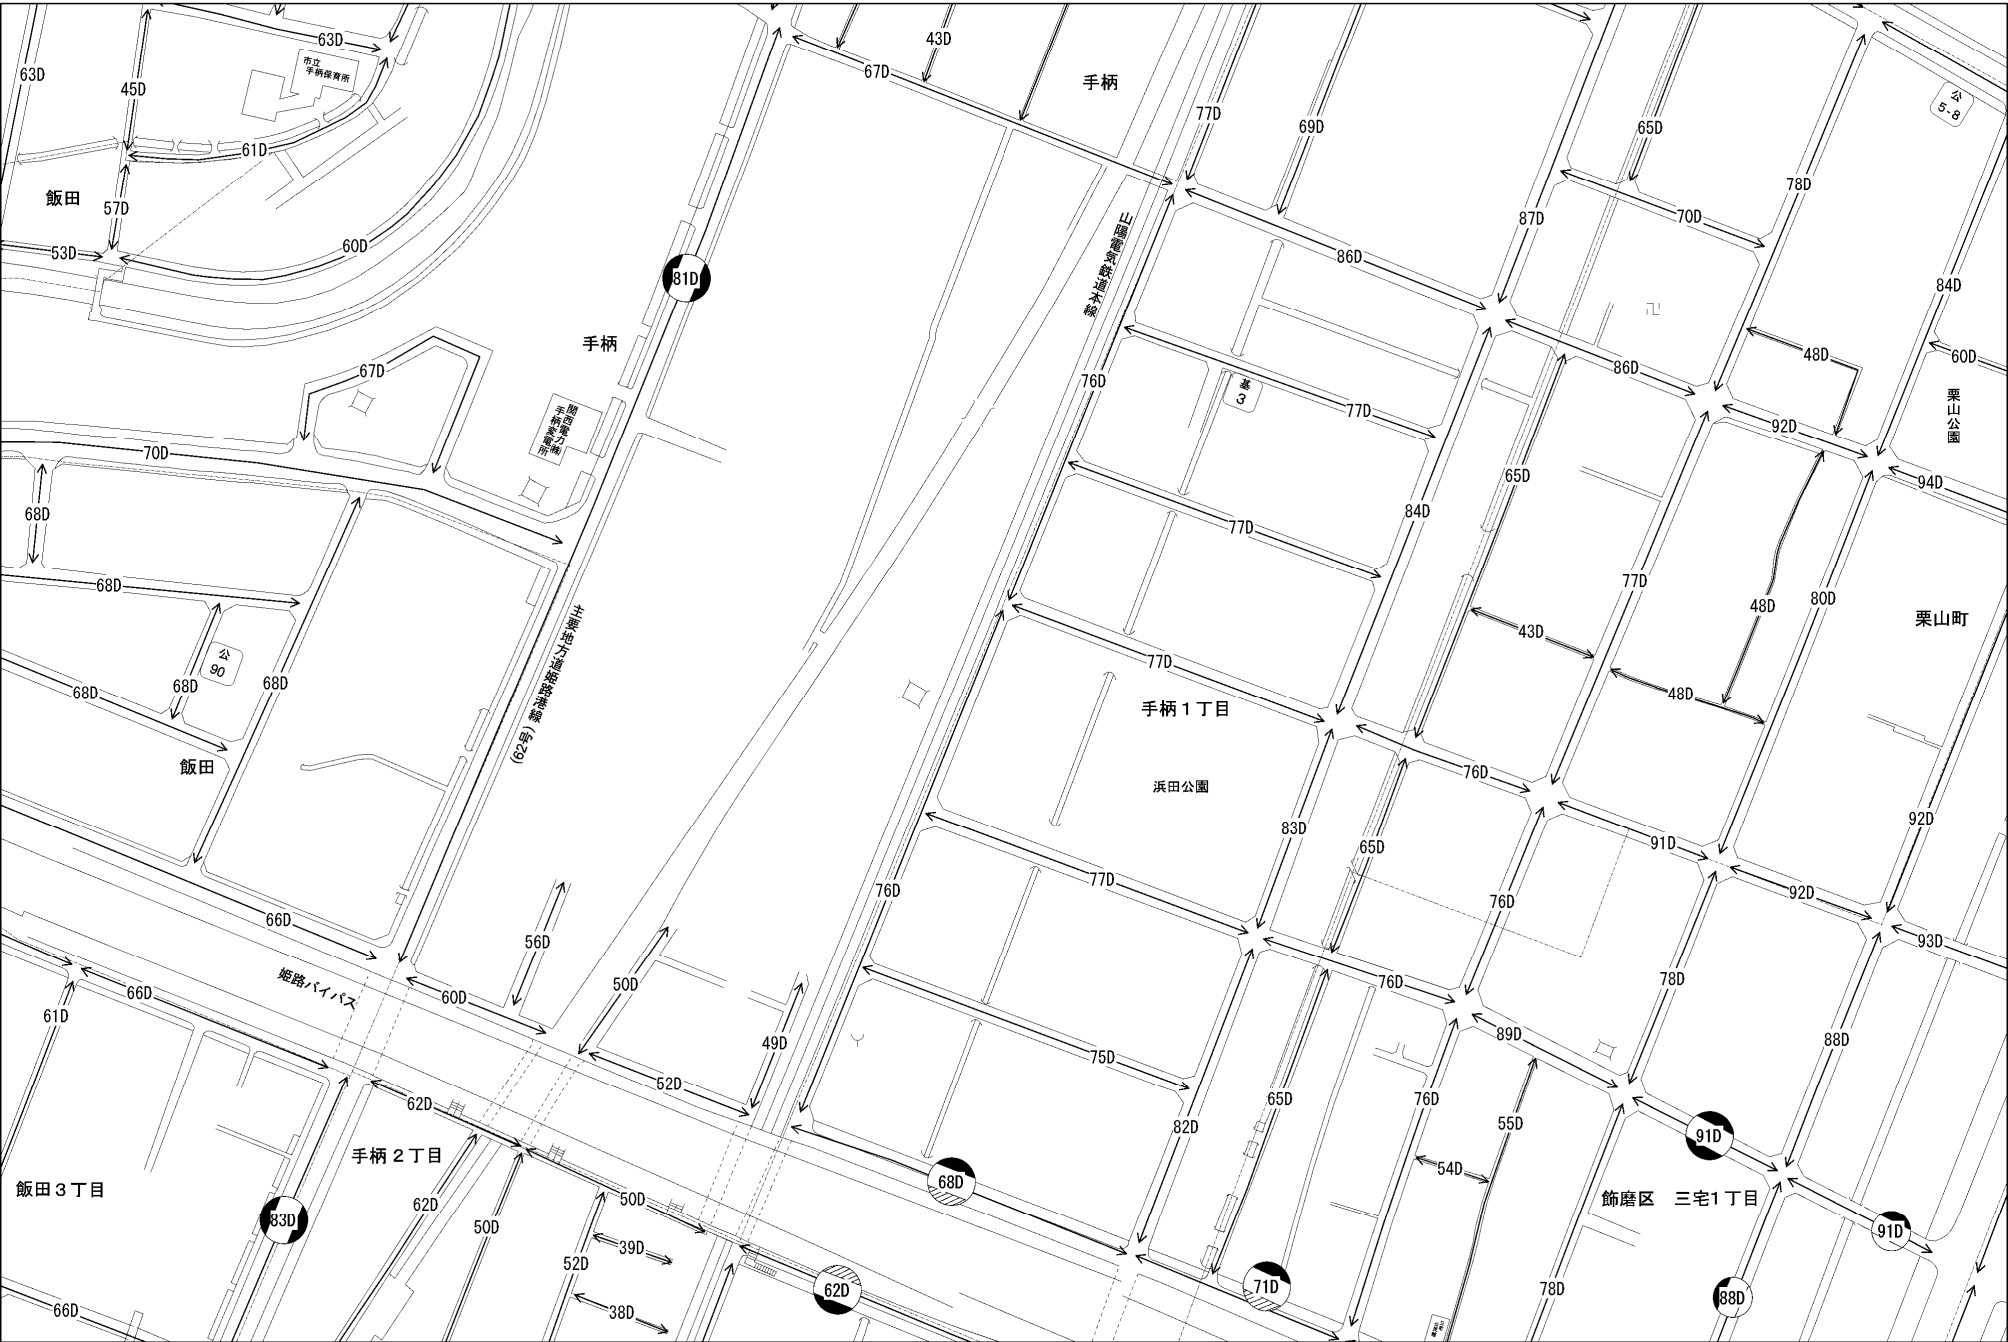 63D
43D
67D
手柄
63D
市立
手柄保育所
45D
公
5-8
77D
69D
65D
61D
飯田
57D
78D
87D
70D
53D
60D
81D
86D
山陽電気鉄道本線
84D
手柄
86D
48D
60D
67D
76D
基
3
77D
栗山公園
関西電力㈱
手柄変電所
92D
70D
65D
94D
68D
84D
77D
68D
77D
80D
48D
主要地方道姫路港線
(62号)
栗山町
43D
公
90
68D
68D
68D
77D
48D
手柄1丁目
飯田
76D
浜田公園
83D
92D
65D
91D
77D
76D
76D
92D
66D
56D
93D
姫路バイパス
66D
60D
50D
76D
78D
61D
49D
75D
89D
88D
52D
62D
65D
76D
82D
55D
91D
手柄2丁目
54D
68D
飯田3丁目
62D
50D
飾磨区 三宅1丁目
83D
50D
91D
39D
52D
62D
71D
78D
88D
66D
38D